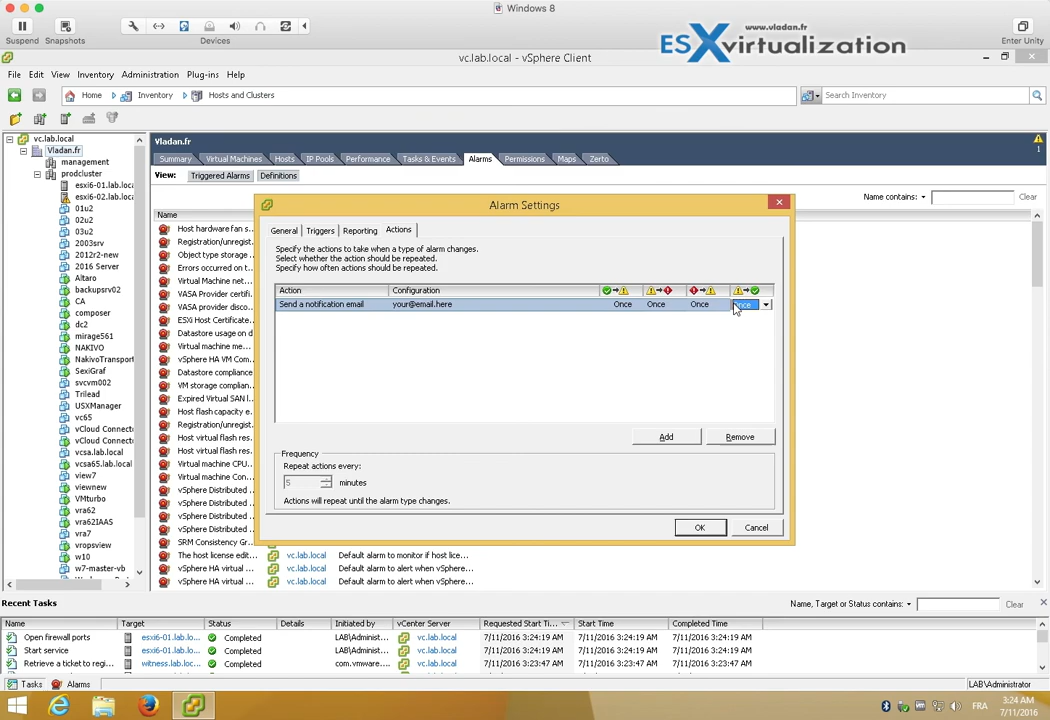 Windows 8
Suspend Snapshots Devices Enter Unity
www.vladan.fr
ESXvirtualization
vc.lab.local - vSphere Client
File Edit View Inventory Administration Plug-ins Help
Home Inventory Hosts and Clusters Search Inventory
vc.lab.local
Vladan.fr
management
prodcluster
esxi6-01.lab.loca
esxi6-02.lab.loca
01u2
02u2
03u2
2003srv
2012r2-new
2016 Server
Altaro
backupsrv02
CA
composer
dc2
mirage561
NAKIVO
NakivoTransport
SexiGraf
svcvm002
Trilead
USXManager
vc65
vCloud Connect
vCloud Connect
vcsa.lab.local
vcsa65.lab.local
view7
viewnew
VMturbo
vra62
vra62IAAS
vra7
vropsview
w10
w7-master-vb
Vladan.fr
1
Summary Virtual Machines Hosts IP Pools Performance Tasks & Events Alarms Permissions Maps Zerto
View: Triggered Alarms Definitions
Name contains: Clear
Name
Host hardware fan s...
Registration/unregist...
Object type storage ...
Errors occurred on t...
Virtual Machine net...
VASA Provider certifi...
VASA provider disco...
ESXi Host Certificate...
Datastore usage on d
Virtual machine me...
vSphere HA VM Com...
Datastore compliance
VM storage complian...
Expired Virtual SAN l...
Host flash capacity e...
Registration/unregist...
Host virtual flash res...
Host virtual flash res...
Virtual machine CPU...
Virtual machine Con...
vSphere Distributed ...
vSphere Distributed ...
vSphere Distributed ...
vSphere Distributed ...
SRM Consistency Gr...
The host license edit... vc.lab.local Default alarm to monitor if host lice...
vSphere HA virtual ... vc.lab.local Default alarm to alert when vSphere...
vSphere HA virtual ... vc.lab.local Default alarm to alert when vSphere...
Alarm Settings
General Triggers Reporting Actions
Specify the actions to take when a type of alarm changes.
Select whether the action should be repeated.
Specify how often actions should be repeated.
Action Configuration
Send a notification email your@email.here Once Once Once Once
Add Remove
Frequency
Repeat actions every:
5 minutes
Actions will repeat until the alarm type changes.
OK Cancel
Recent Tasks Name, Target or Status contains: Clear
Name Target Status Details Initiated by vCenter Server Requested Start Ti... Start Time Completed Time
Open firewall ports esxi6-01.lab.lo... Completed LAB\Administ... vc.lab.local 7/11/2016 3:24:19 AM 7/11/2016 3:24:19 AM 7/11/2016 3:24:19 AM
Start service esxi6-01.lab.lo... Completed LAB\Administ... vc.lab.local 7/11/2016 3:24:19 AM 7/11/2016 3:24:19 AM 7/11/2016 3:24:19 AM
Retrieve a ticket to regi... witness.lab.loc... Completed com.vmware.... vc.lab.local 7/11/2016 3:23:47 AM 7/11/2016 3:23:47 AM 7/11/2016 3:23:47 AM
Tasks Alarms LAB\Administrator
FRA 3:24 AM
7/11/2016